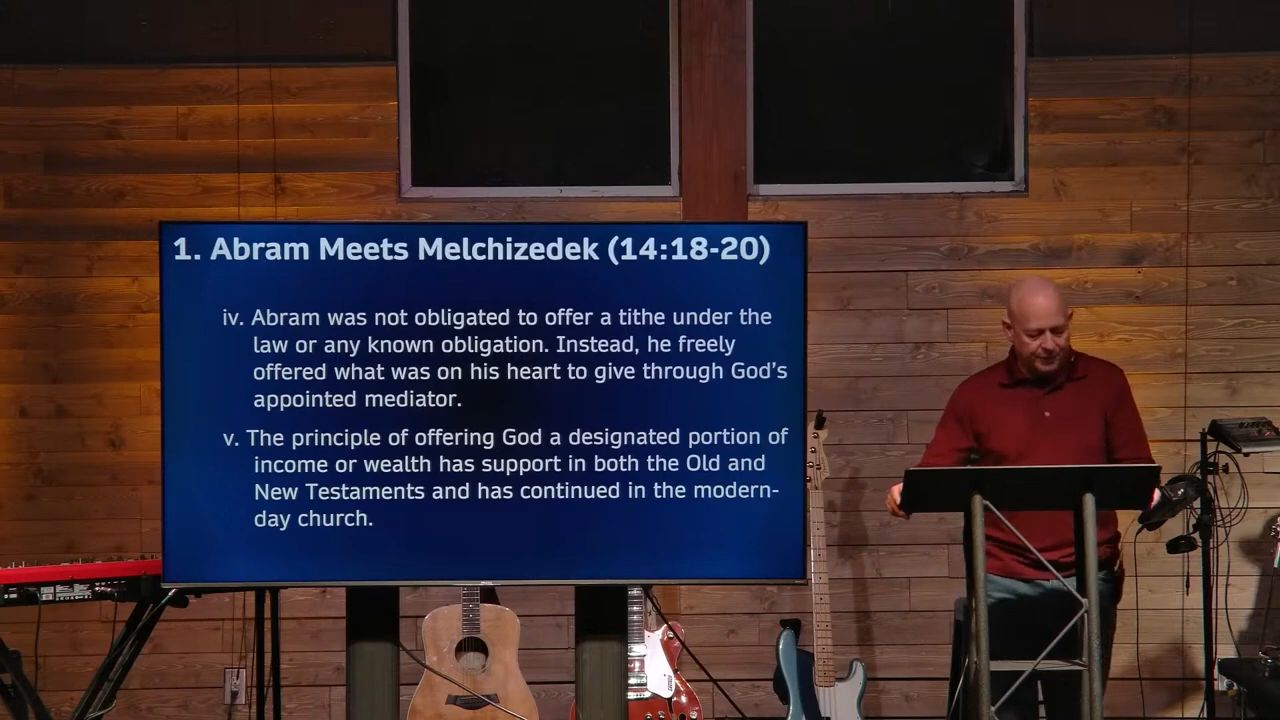 1. Abram Meets Melchizedek (14:18-20)
iv. Abram was not obligated to offer a tithe under the
law or any known obligation. Instead, he freely
offered what was on his heart to give through God's
appointed mediator.
v. The principle of offering God a designated portion of
income or wealth has support in both the Old and
New Testaments and has continued in the modern-
day church.